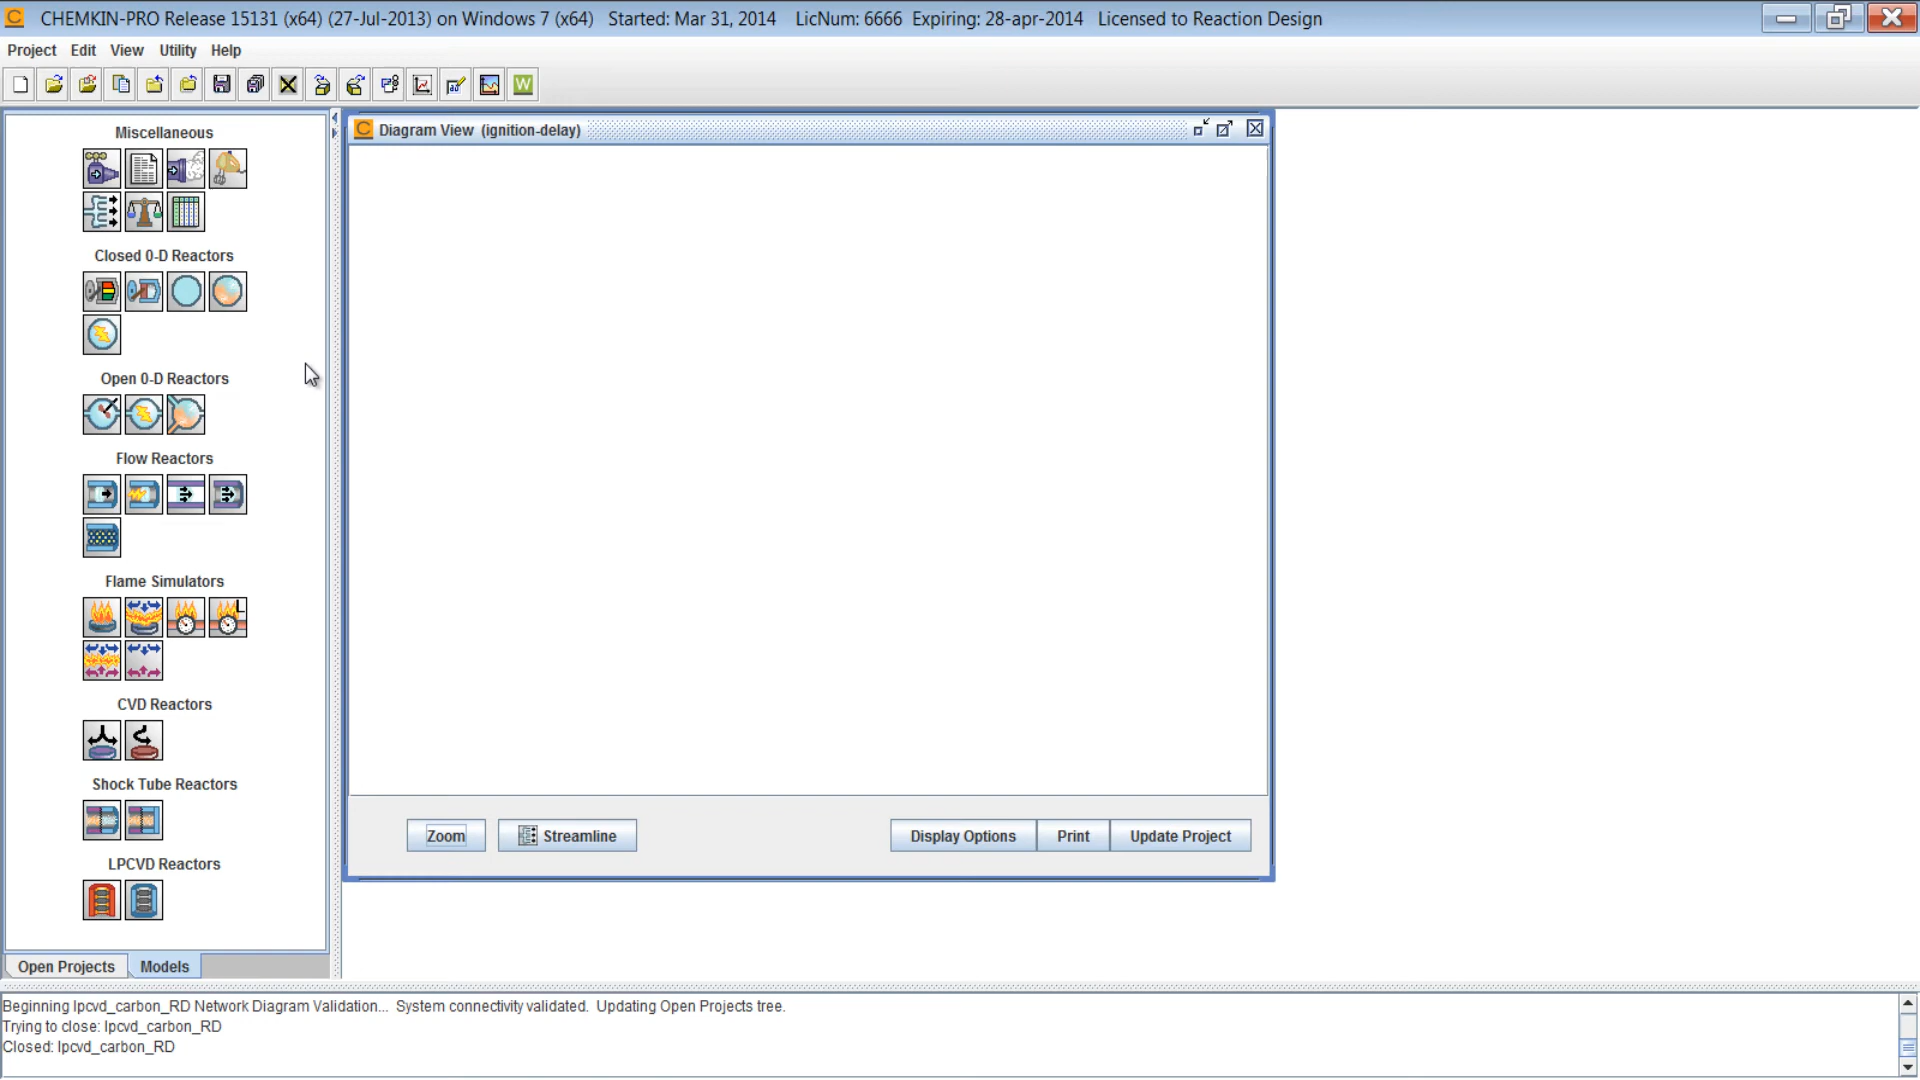 CHEMKIN-PRO Release 15131 (x64) (27-Jul-2013) on Windows 7 (x64)   Started: Mar 31, 2014   LicNum: 6666  Expiring: 28-apr-2014   Licensed to Reaction Design
Project Edit View Utility Help
W
Miscellaneous
Closed 0-D Reactors
Open 0-D Reactors
Flow Reactors
Flame Simulators
L
CVD Reactors
Shock Tube Reactors
LPCVD Reactors
Open Projects Models
C Diagram View (ignition-delay)
Zoom Streamline Display Options Print Update Project
Beginning lpcvd_carbon_RD Network Diagram Validation... System connectivity validated. Updating Open Projects tree.
Trying to close: lpcvd_carbon_RD
Closed: lpcvd_carbon_RD